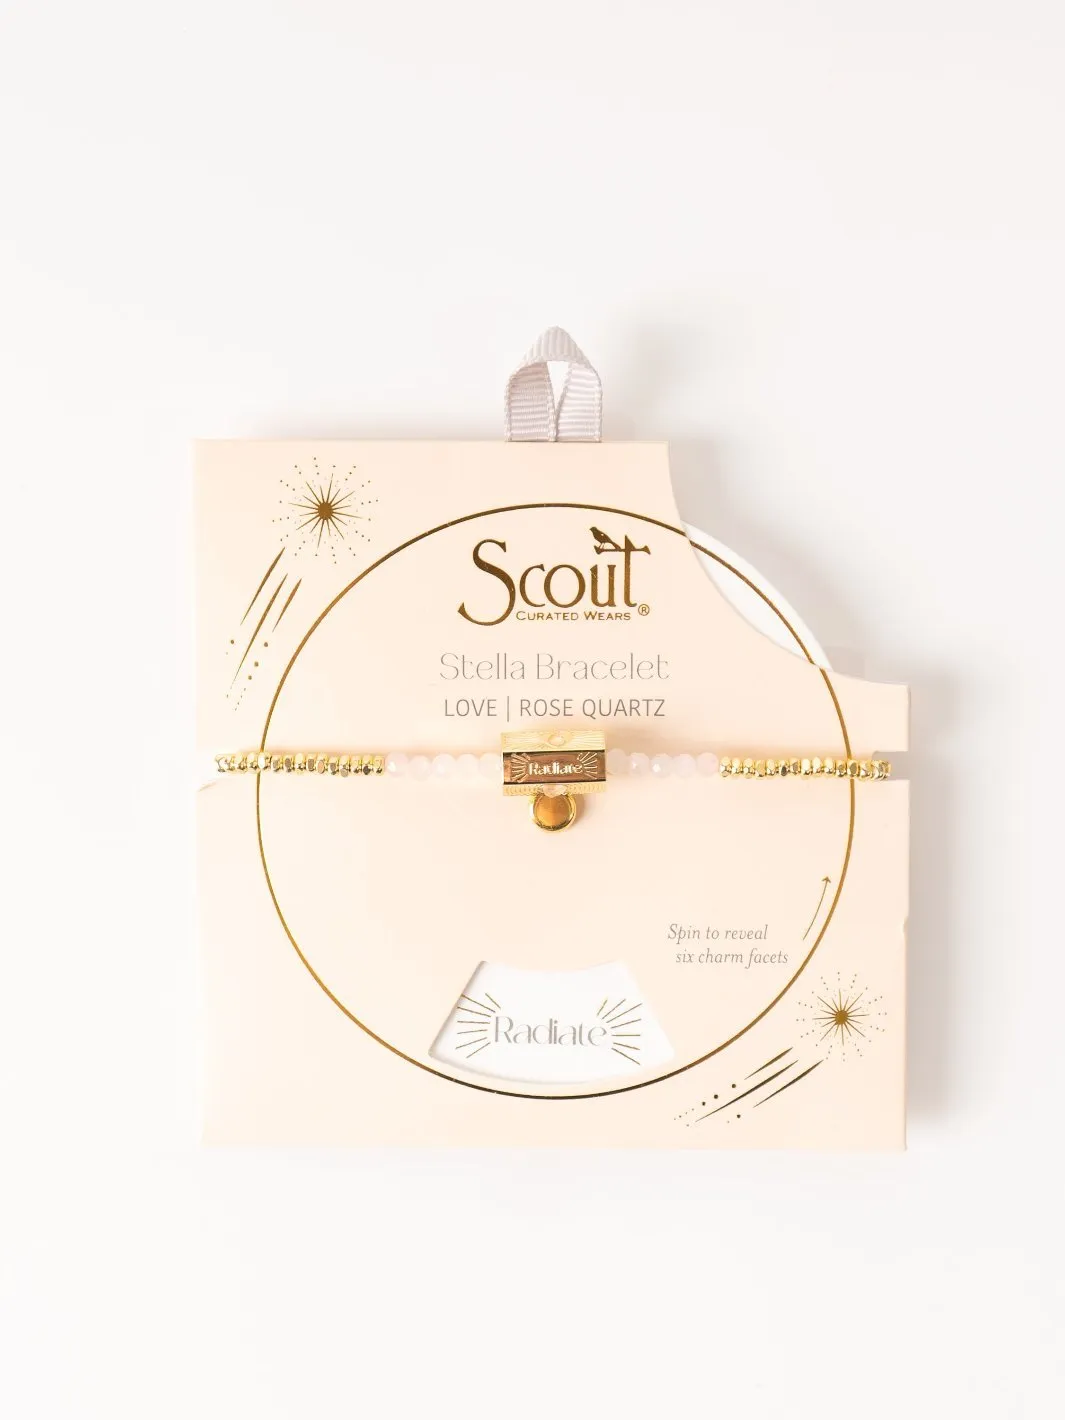 Scout®
CURATED WEARS
Stella Bracelet
LOVE | ROSE QUARTZ
Radiate
Spin to reveal
six charm facets
Radiate